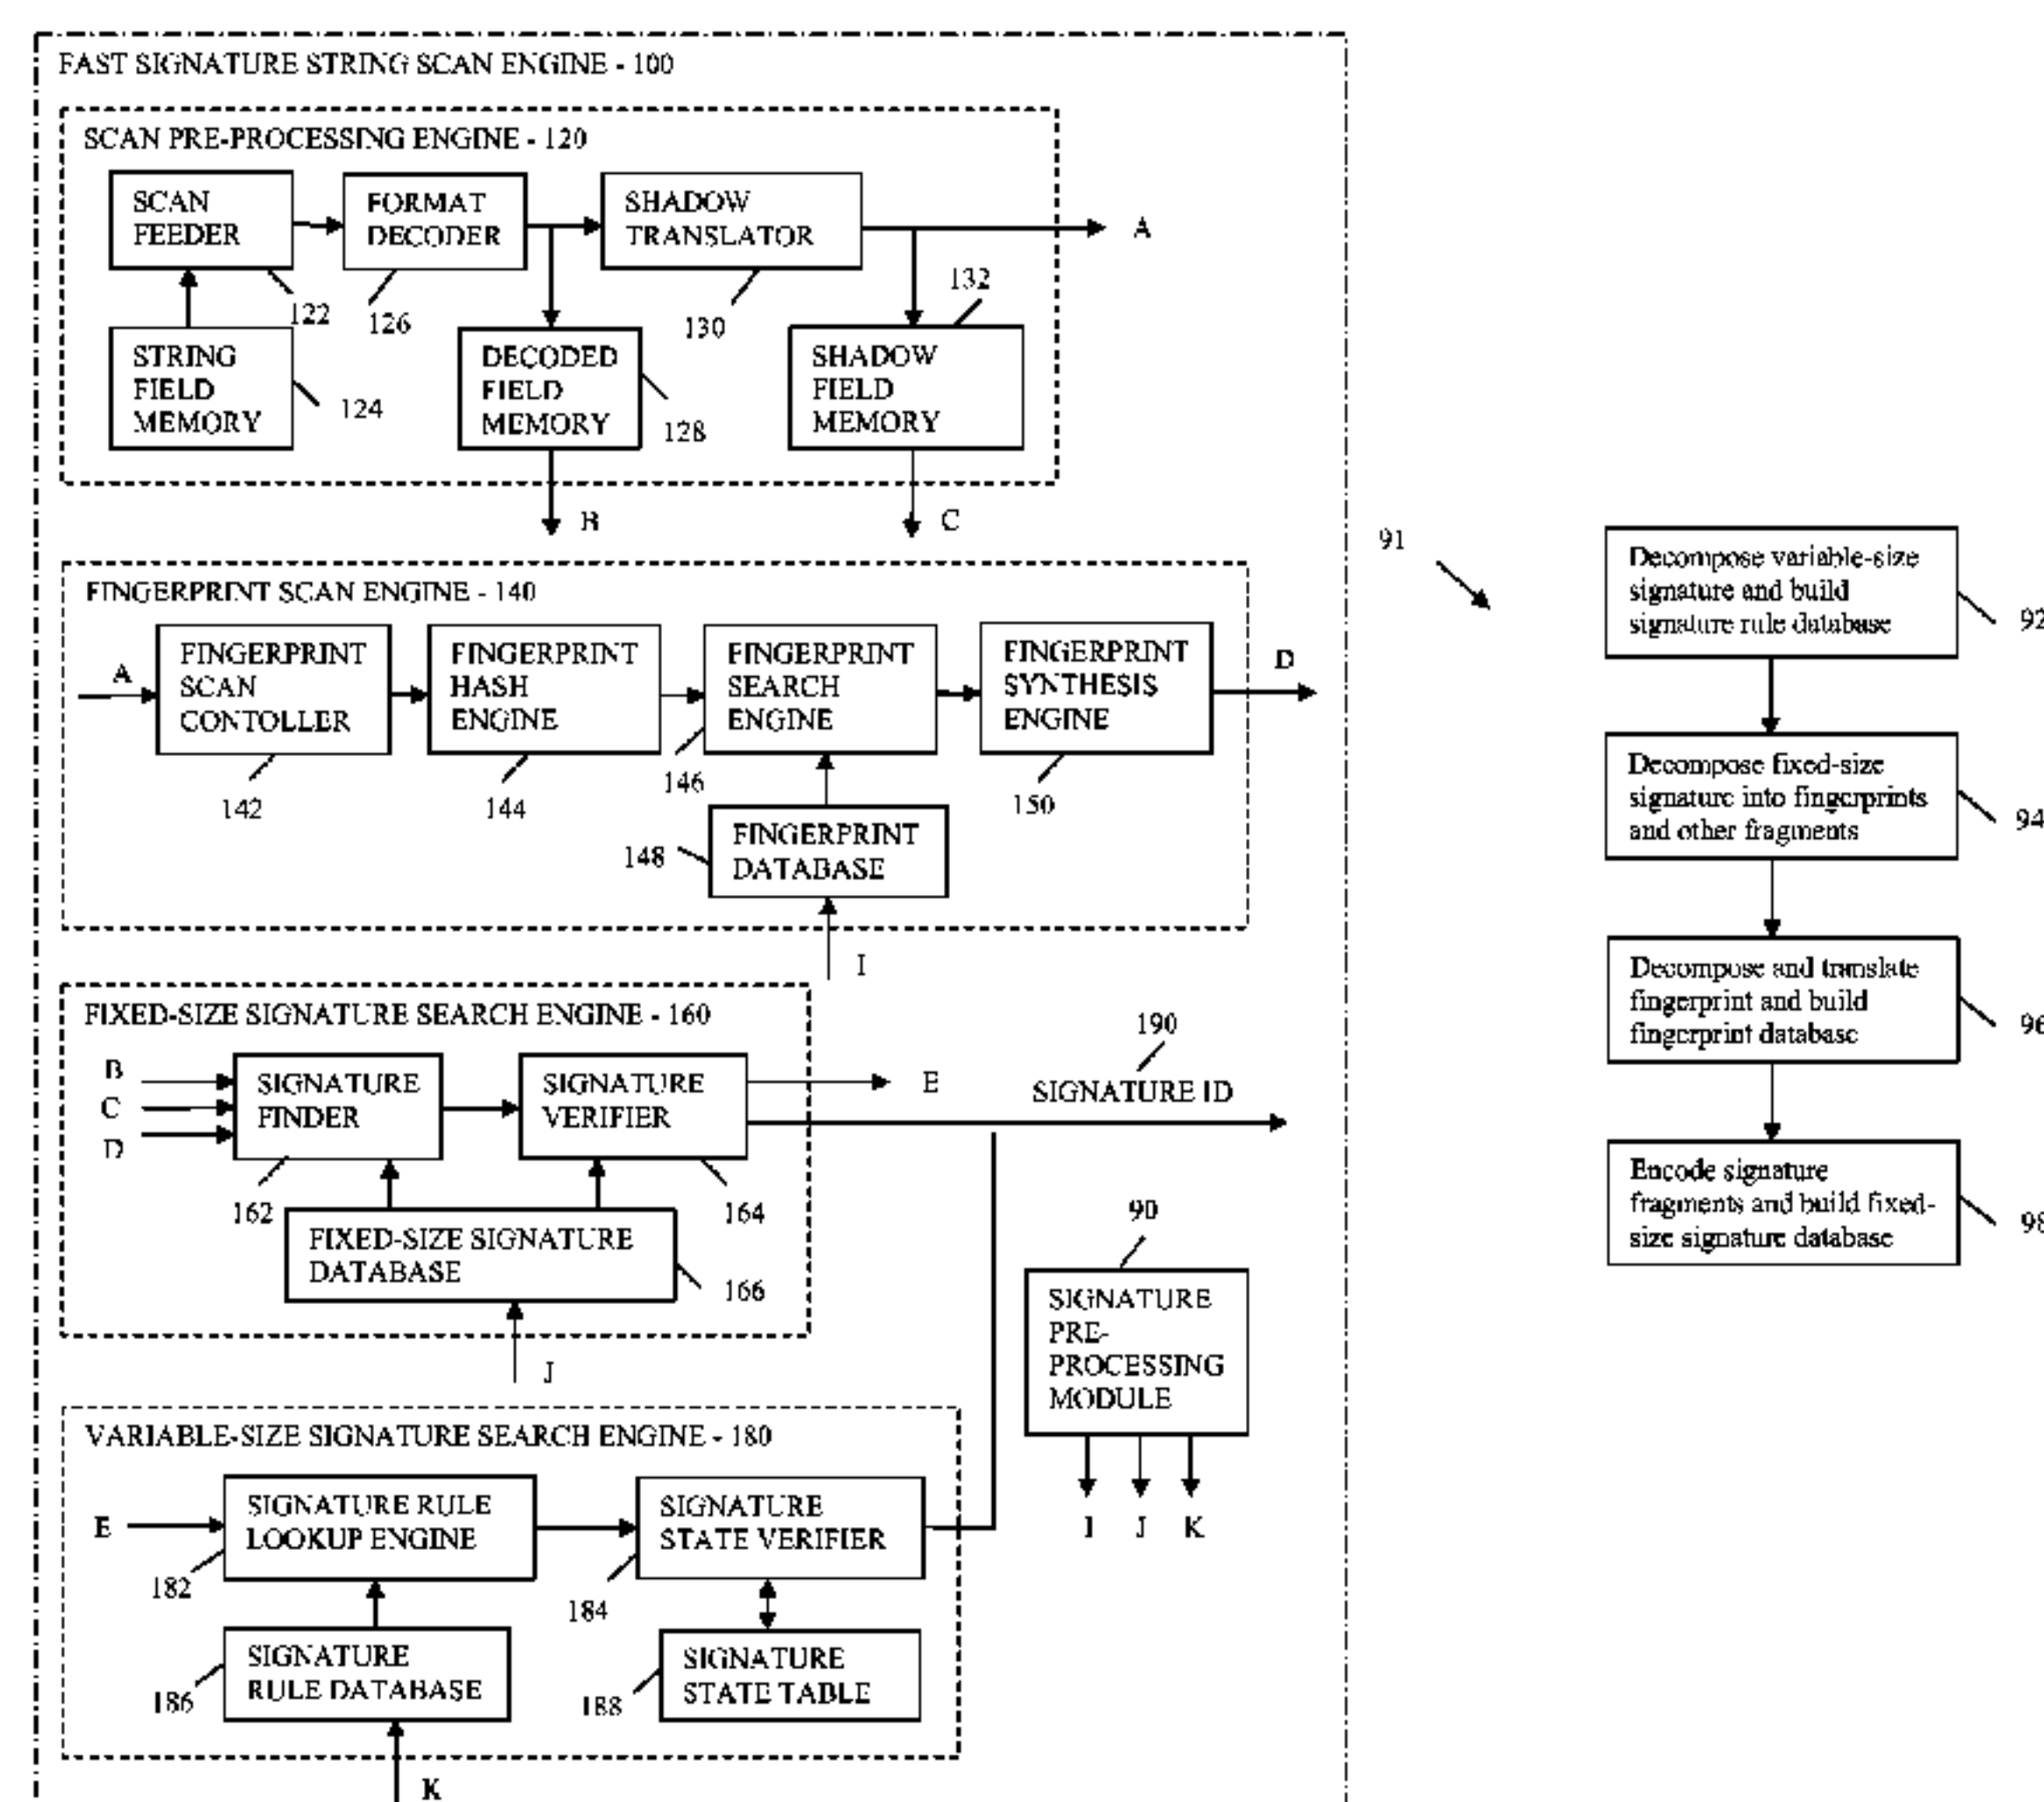 FAST SIGNATURE STRING SCAN ENGINE - 100
SCAN PRE-PROCESSING ENGINE - 120
SCAN
FEEDER
FORMAT
DECODER
SHADOW
TRANSLATOR
A
122
126
130
132
STRING
FIELD
MEMORY
124
DECODED
FIELD
MEMORY
128
SHADOW
FIELD
MEMORY
B
C
FINGERPRINT SCAN ENGINE - 140
A
FINGERPRINT
SCAN
CONTOLLER
FINGERPRINT
HASH
ENGINE
FINGERPRINT
SEARCH
ENGINE
FINGERPRINT
SYNTHESIS
ENGINE
D
142
144
146
150
148
FINGERPRINT
DATABASE
I
FIXED-SIZE SIGNATURE SEARCH ENGINE - 160
B
C
D
SIGNATURE
FINDER
SIGNATURE
VERIFIER
E
190
SIGNATURE ID
162
164
FIXED-SIZE SIGNATURE
DATABASE
166
J
90
SIGNATURE
PRE-
PROCESSING
MODULE
I J K
VARIABLE-SIZE SIGNATURE SEARCH ENGINE - 180
E
SIGNATURE RULE
LOOKUP ENGINE
SIGNATURE
STATE VERIFIER
182
184
SIGNATURE
RULE DATABASE
186
SIGNATURE
STATE TABLE
188
K
91
Decompose variable-size
signature and build
signature rule database
92
Decompose fixed-size
signature into fingerprints
and other fragments
94
Decompose and translate
fingerprint and build
fingerprint database
96
Encode signature
fragments and build fixed-
size signature database
98